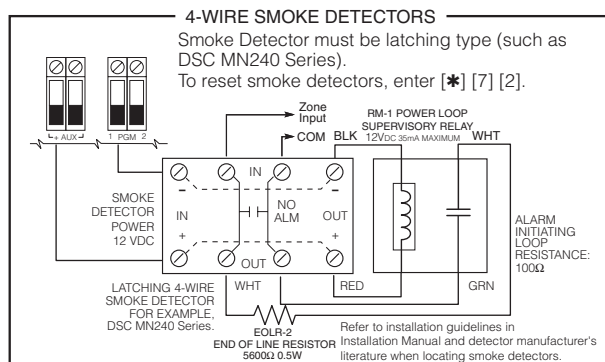 4-WIRE SMOKE DETECTORS
Smoke Detector must be latching type (such as
DSC MN240 Series).
To reset smoke detectors, enter [✱] [7] [2].
+ AUX -
1 PGM 2
Zone
Input
COM
BLK
RM-1 POWER LOOP
SUPERVISORY RELAY
12VDC 35mA MAXIMUM
WHT
IN
-
-
SMOKE
DETECTOR
POWER
12 VDC
IN
NO
ALM
OUT
+
+
OUT
ALARM
INITIATING
LOOP
RESISTANCE:
100Ω
LATCHING 4-WIRE
SMOKE DETECTOR
FOR EXAMPLE,
DSC MN240 Series.
WHT
RED
GRN
EOLR-2
END OF LINE RESISTOR
5600Ω 0.5W
Refer to installation guidelines in
Installation Manual and detector manufacturer's
literature when locating smoke detectors.